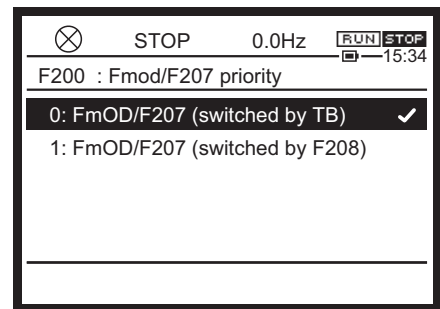 STOP 0.0Hz RUN STOP
15:34
F200 : Fmod/F207 priority
0: FmOD/F207 (switched by TB)
1: FmOD/F207 (switched by F208)